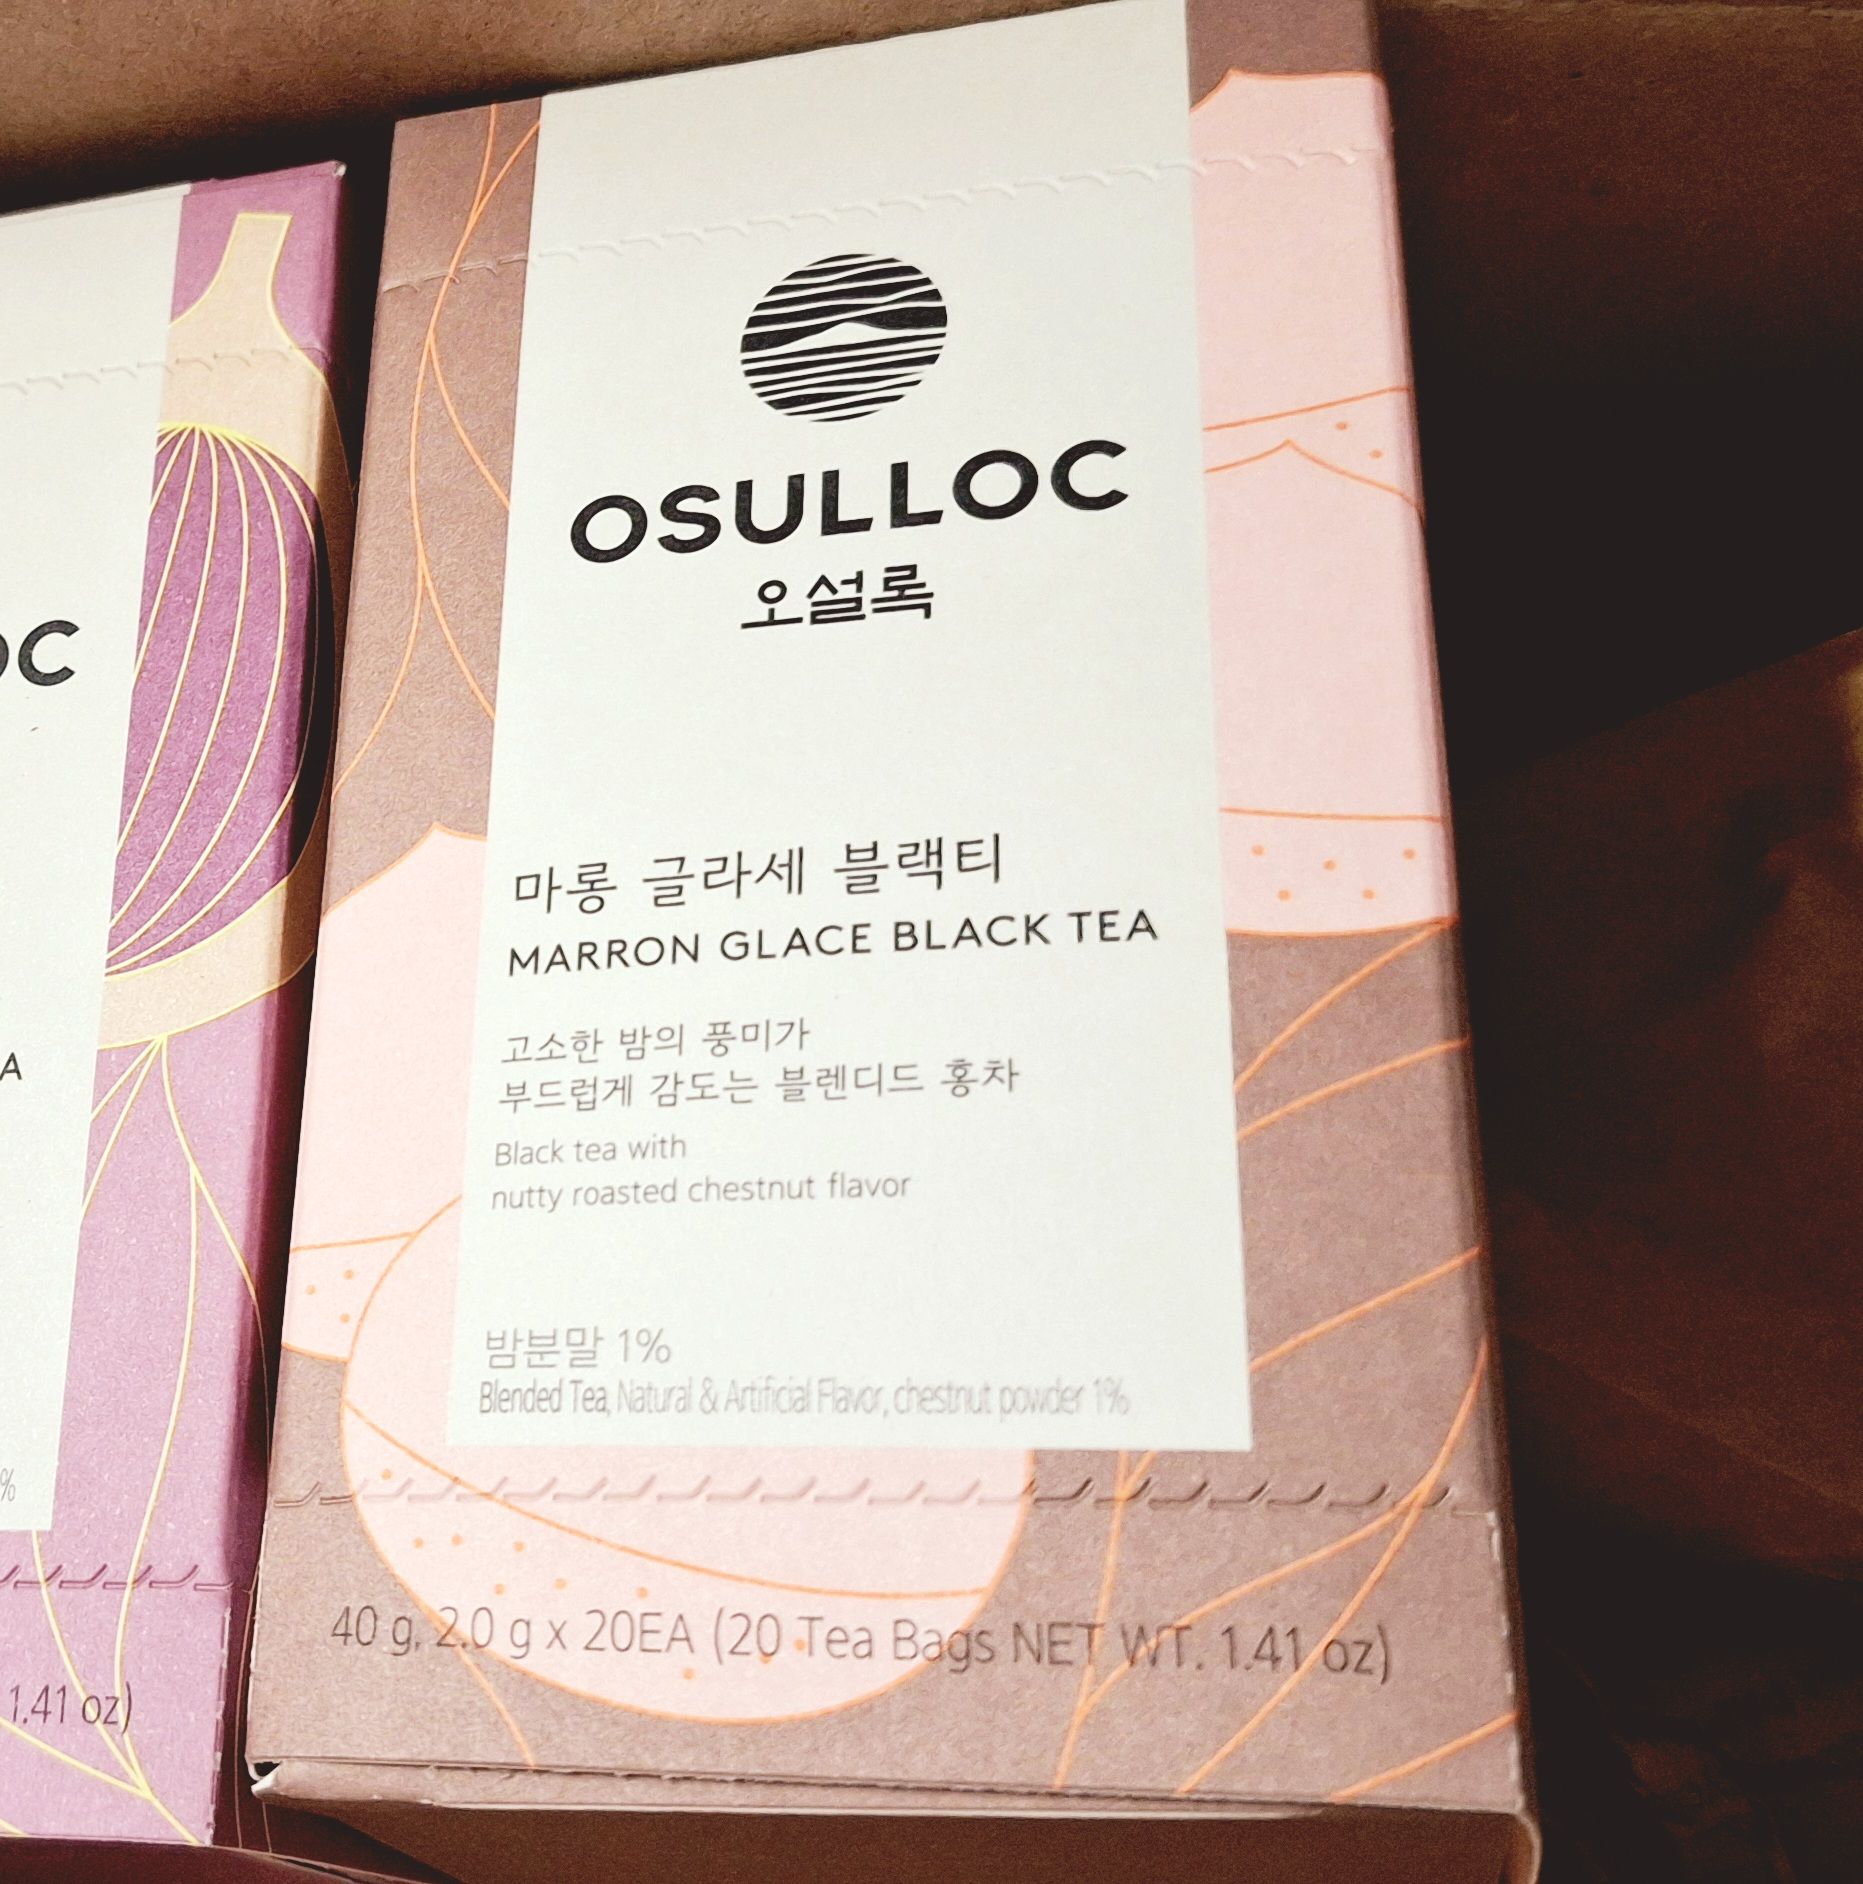 OSULLOC
오설록
마롱 글라세 블랙티
MARRON GLACE BLACK TEA
고소한 밤의 풍미가
부드럽게 감도는 블렌디드 홍차
Black tea with
nutty roasted chestnut flavor
밤분말 1%
Blended Tea, Natural & Artificial Flavor, chestnut powder 1%
40 g, 2.0 g x 20EA (20 Tea Bags NET WT. 1.41 oz)
OC
A
%
1.41 oz)